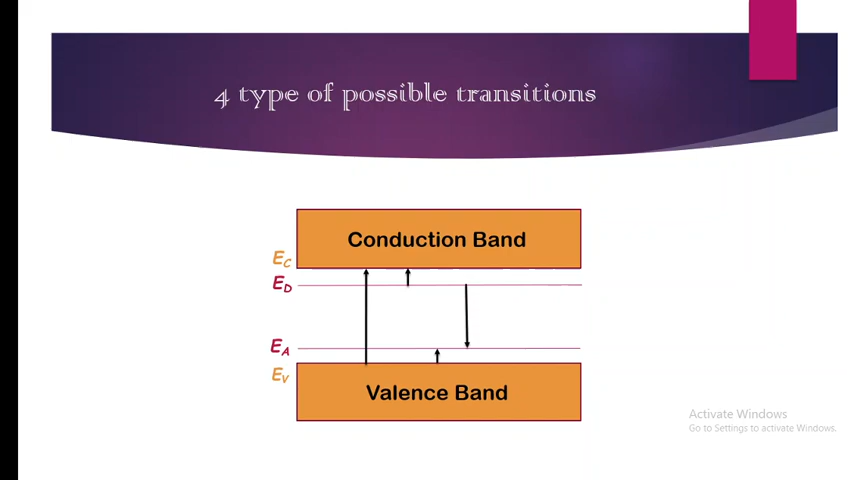 4 type of possible transitions
Conduction Band
EC
ED
EA
EV
Valence Band
Activate Windows
Go to Settings to activate Windows.